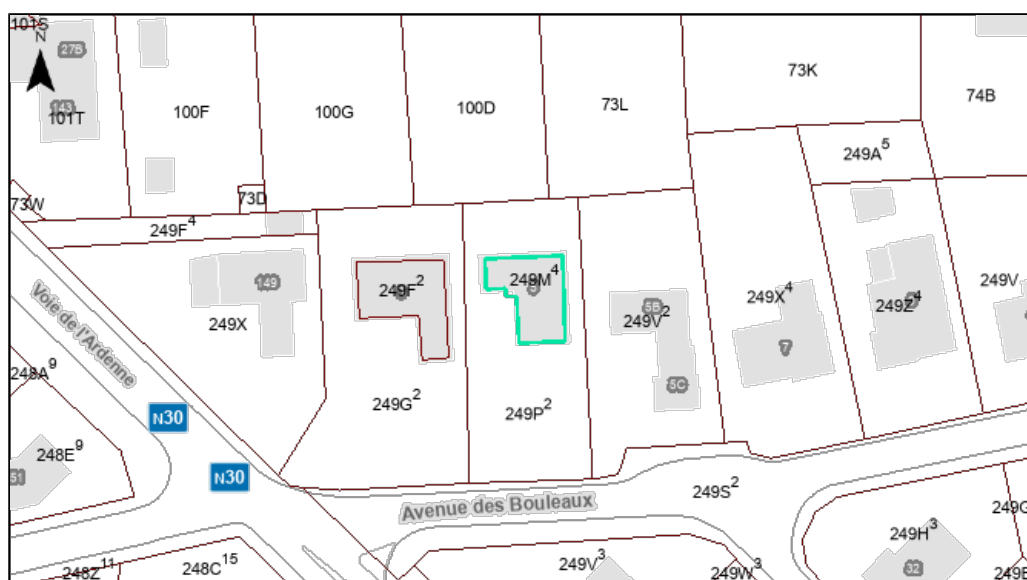 101S
N
27B
143
101T
100F
100G
100D
73L
73K
74B
249A⁵
73W
73D
249F⁴
149
249X
249F²
249M⁴
5B
249V²
249X⁴
7
249Z⁴
249V
Voie de l'Ardenne
248A⁹
N30
249G²
249P²
5C
248E⁹
51
N30
Avenue des Bouleaux
249S²
249H³
32
248Z¹¹
248C¹⁵
249V³
249W³